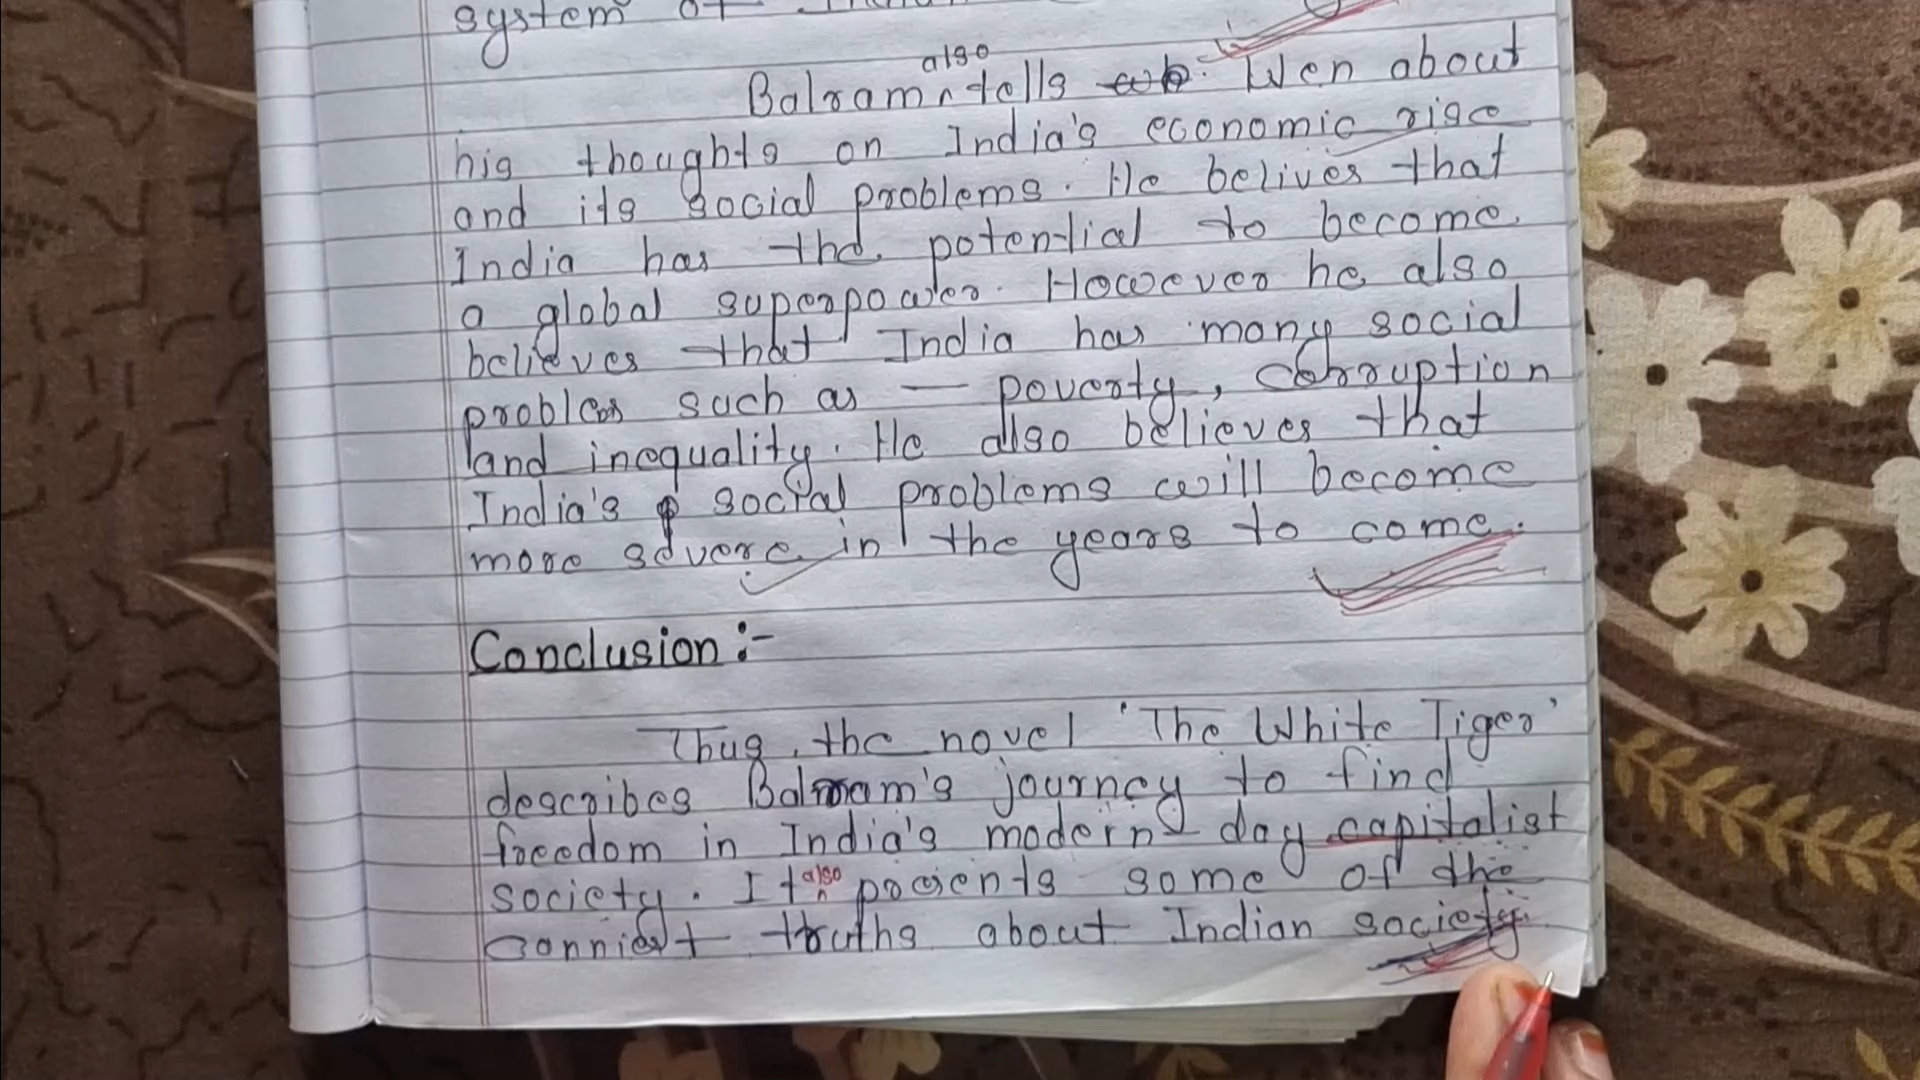 system of
also
Balram tells Wen about
his thoughts on India's economic rise
and its social problems. He belives that
India has the potential to become
a global superpower. However he also
believes that India has many social
problems such as — poverty, corruption
and inequality. He also believes that
India's social problems will become
more advere in the years to come.
Conclusion :-
Thus, the novel 'The White Tiger'
describes Balram's journey to find
freedom in India's modern day capitalist
society. It also presents some of the
truths about Indian society.